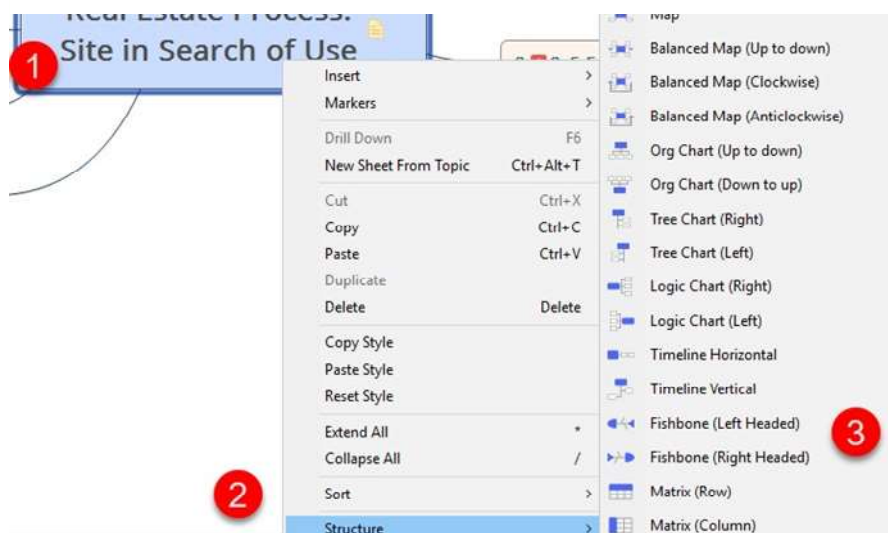 Real Estate Process:
Site in Search of Use
1
Insert
Markers
Drill Down F6
New Sheet From Topic Ctrl+Alt+T
Cut Ctrl+X
Copy Ctrl+C
Paste Ctrl+V
Duplicate
Delete Delete
Copy Style
Paste Style
Reset Style
Extend All *
Collapse All /
2
Sort
Structure
Map
Balanced Map (Up to down)
Balanced Map (Clockwise)
Balanced Map (Anticlockwise)
Org Chart (Up to down)
Org Chart (Down to up)
Tree Chart (Right)
Tree Chart (Left)
Logic Chart (Right)
Logic Chart (Left)
Timeline Horizontal
Timeline Vertical
Fishbone (Left Headed)
3
Fishbone (Right Headed)
Matrix (Row)
Matrix (Column)